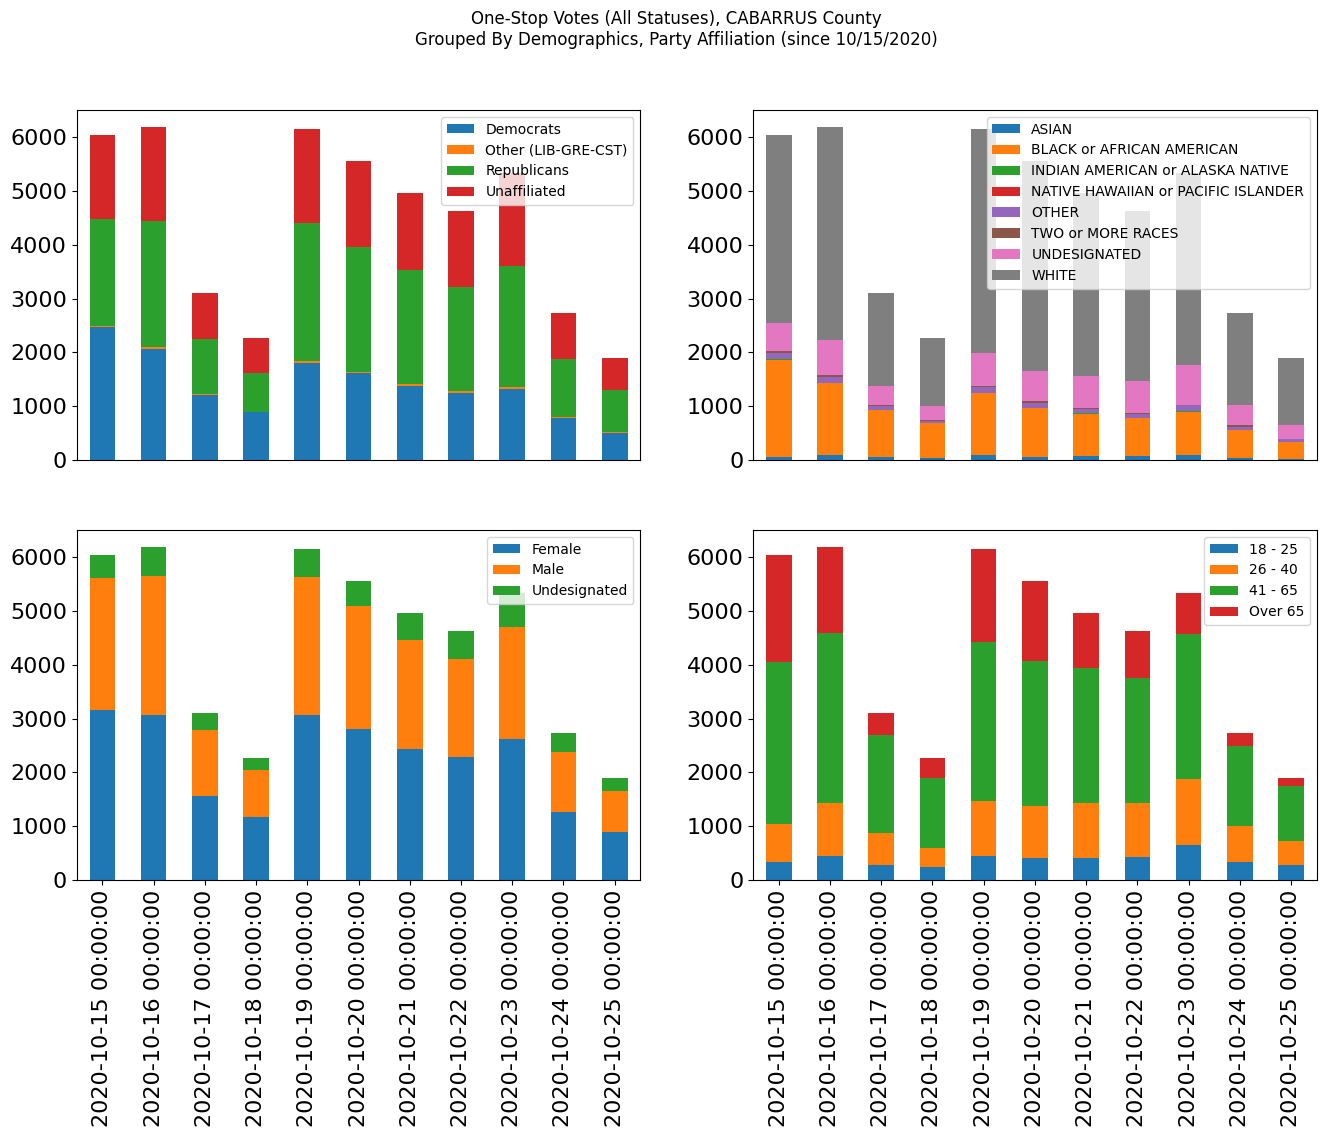 One-Stop Votes (All Statuses), CABARRUS County
Grouped By Demographics, Party Affiliation (since 10/15/2020)
6000
5000
4000
3000
2000
1000
0
Democrats
Other (LIB-GRE-CST)
Republicans
Unaffiliated
6000
5000
4000
3000
2000
1000
0
ASIAN
BLACK or AFRICAN AMERICAN
INDIAN AMERICAN or ALASKA NATIVE
NATIVE HAWAIIAN or PACIFIC ISLANDER
OTHER
TWO or MORE RACES
UNDESIGNATED
WHITE
6000
5000
4000
3000
2000
1000
0
Female
Male
Undesignated
2020-10-15 00:00:00
2020-10-16 00:00:00
2020-10-17 00:00:00
2020-10-18 00:00:00
2020-10-19 00:00:00
2020-10-20 00:00:00
2020-10-21 00:00:00
2020-10-22 00:00:00
2020-10-23 00:00:00
2020-10-24 00:00:00
2020-10-25 00:00:00
6000
5000
4000
3000
2000
1000
0
18 - 25
26 - 40
41 - 65
Over 65
2020-10-15 00:00:00
2020-10-16 00:00:00
2020-10-17 00:00:00
2020-10-18 00:00:00
2020-10-19 00:00:00
2020-10-20 00:00:00
2020-10-21 00:00:00
2020-10-22 00:00:00
2020-10-23 00:00:00
2020-10-24 00:00:00
2020-10-25 00:00:00